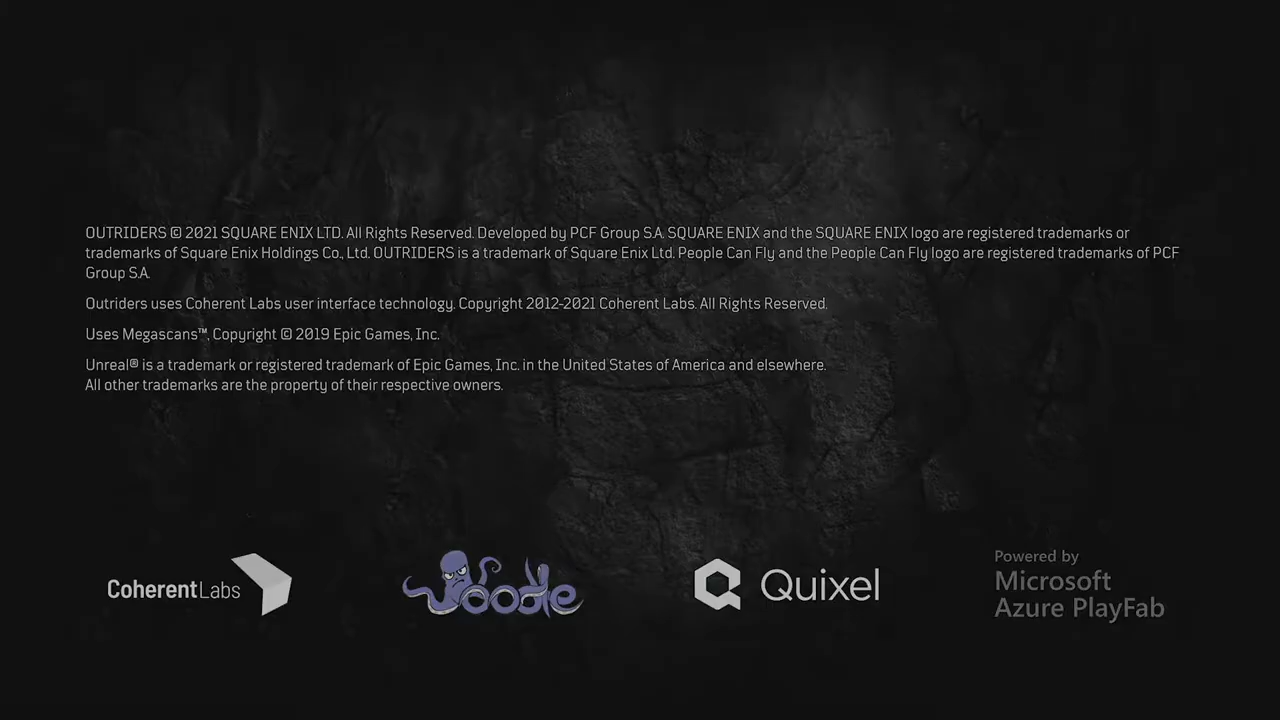 OUTRIDERS © 2021 SQUARE ENIX LTD. All Rights Reserved. Developed by PCF Group S.A. SQUARE ENIX and the SQUARE ENIX logo are registered trademarks or
trademarks of Square Enix Holdings Co., Ltd. OUTRIDERS is a trademark of Square Enix Ltd. People Can Fly and the People Can Fly logo are registered trademarks of PCF
Group S.A.
Outriders uses Coherent Labs user interface technology. Copyright 2012-2021 Coherent Labs. All Rights Reserved.
Uses Megascans™, Copyright © 2019 Epic Games, Inc.
Unreal® is a trademark or registered trademark of Epic Games, Inc. in the United States of America and elsewhere.
All other trademarks are the property of their respective owners.
CoherentLabs
oodle
Quixel
Powered by
Microsoft
Azure PlayFab